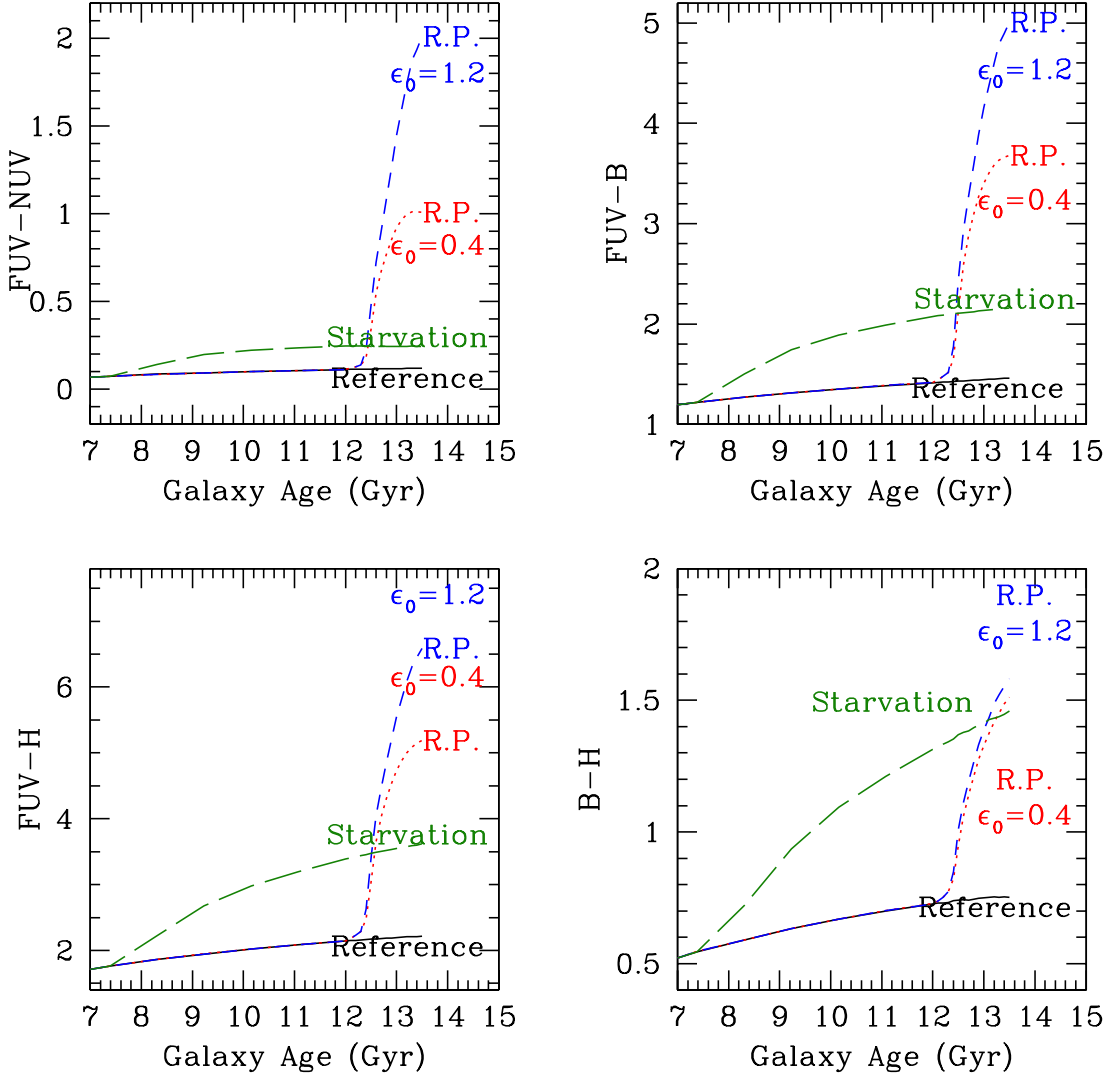 2
1.5
1
0.5
0
FUV-NUV
R.P.
ϵ0=1.2
R.P.
ϵ0=0.4
Starvation
Reference
7 8 9 10 11 12 13 14 15
Galaxy Age (Gyr)
5
4
3
2
1
FUV-B
R.P.
ϵ0=1.2
R.P.
ϵ0=0.4
Starvation
Reference
7 8 9 10 11 12 13 14 15
Galaxy Age (Gyr)
6
4
2
FUV-H
ϵ0=1.2
R.P.
ϵ0=0.4
R.P.
Starvation
Reference
7 8 9 10 11 12 13 14 15
Galaxy Age (Gyr)
2
1.5
1
0.5
B-H
R.P.
ϵ0=1.2
Starvation
R.P.
ϵ0=0.4
Reference
7 8 9 10 11 12 13 14 15
Galaxy Age (Gyr)